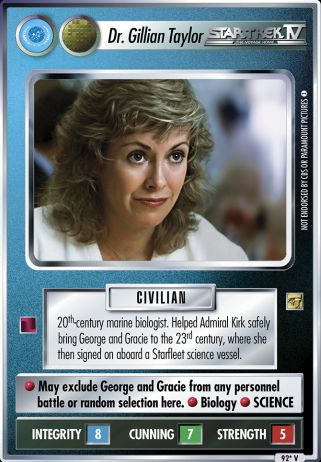 Dr. Gillian Taylor
STAR TREK IV
THE VOYAGE HOME
NOT ENDORSED BY CBS OR PARAMOUNT PICTURES
CIVILIAN
20th-century marine biologist. Helped Admiral Kirk safely
bring George and Gracie to the 23rd century, where she
then signed on aboard a Starfleet science vessel.
● May exclude George and Gracie from any personnel
battle or random selection here. ● Biology ● SCIENCE
INTEGRITY 8 CUNNING 7 STRENGTH 5
92* V